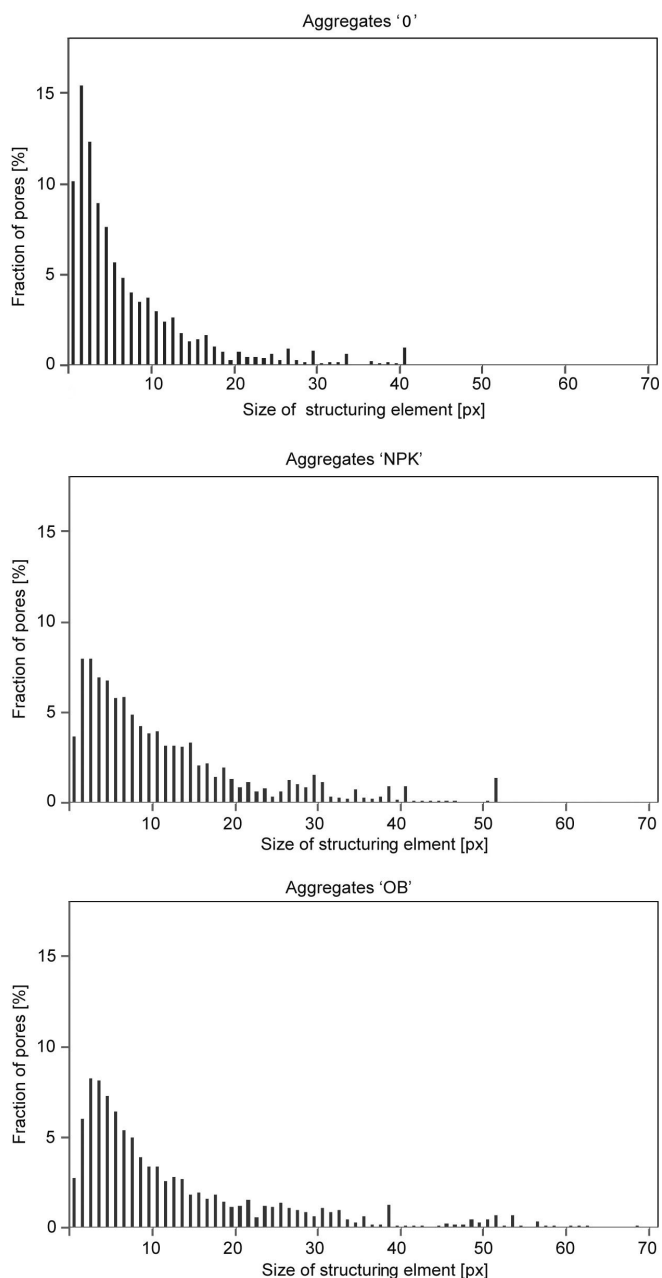 Aggregates ‘0’
15
10
5
0
Fraction of pores [%]
10 20 30 40 50 60 70
Size of structuring element [px]
Aggregates ‘NPK’
15
10
5
0
Fraction of pores [%]
10 20 30 40 50 60 70
Size of structuring elment [px]
Aggregates ‘OB’
15
10
5
0
Fraction of pores [%]
10 20 30 40 50 60 70
Size of structuring element [px]